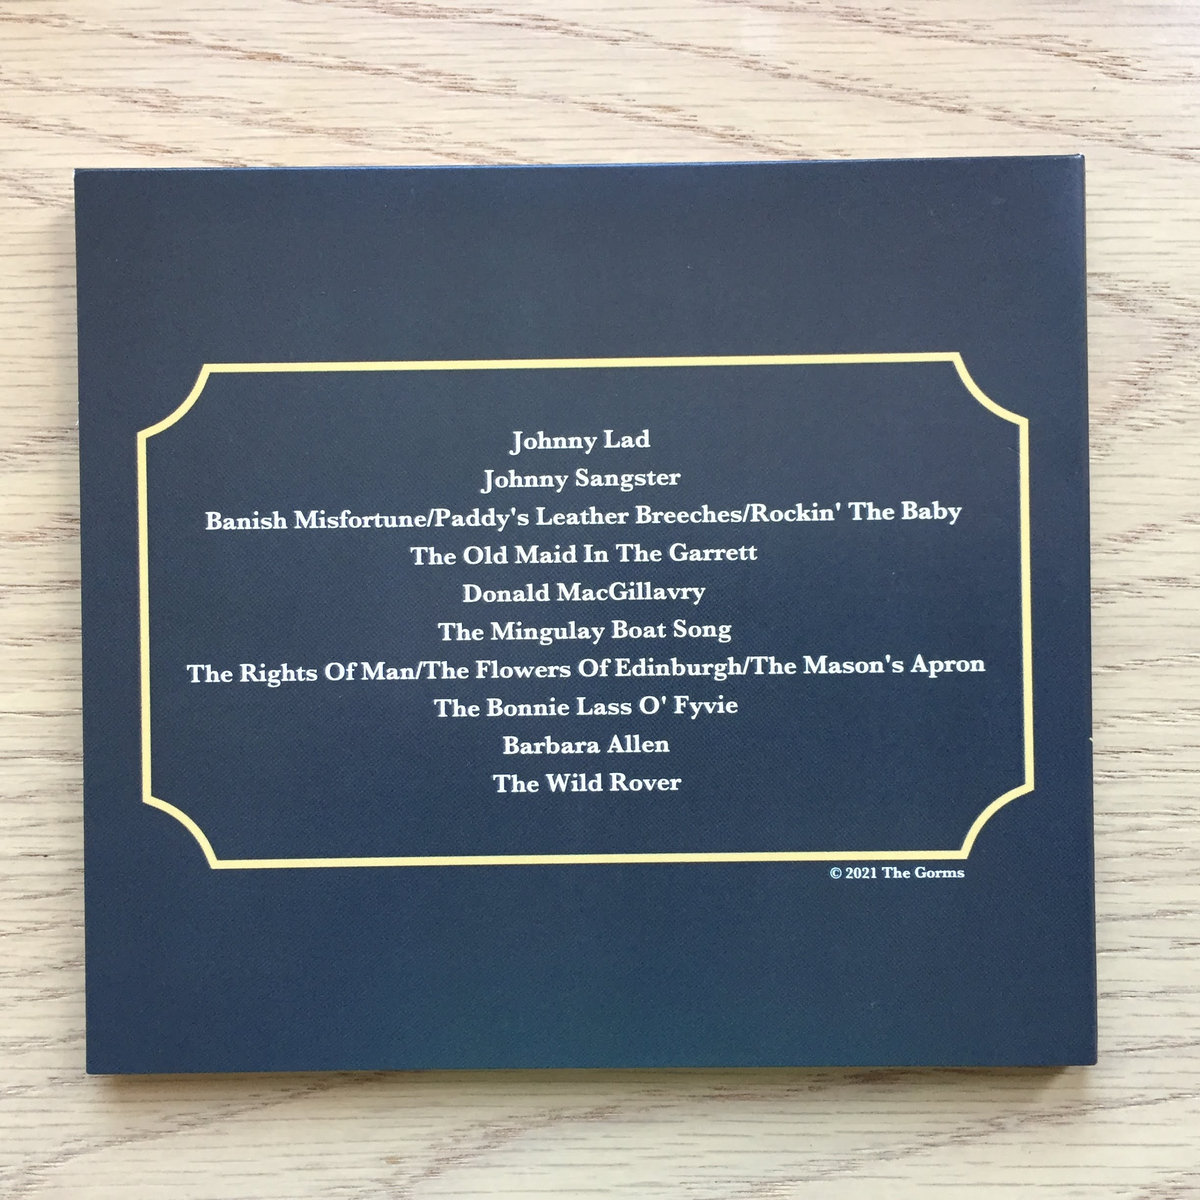 Johnny Lad
Johnny Sangster
Banish Misfortune/Paddy's Leather Breeches/Rockin' The Baby
The Old Maid In The Garrett
Donald MacGillavry
The Mingulay Boat Song
The Rights Of Man/The Flowers Of Edinburgh/The Mason's Apron
The Bonnie Lass O' Fyvie
Barbara Allen
The Wild Rover
© 2021 The Gorms